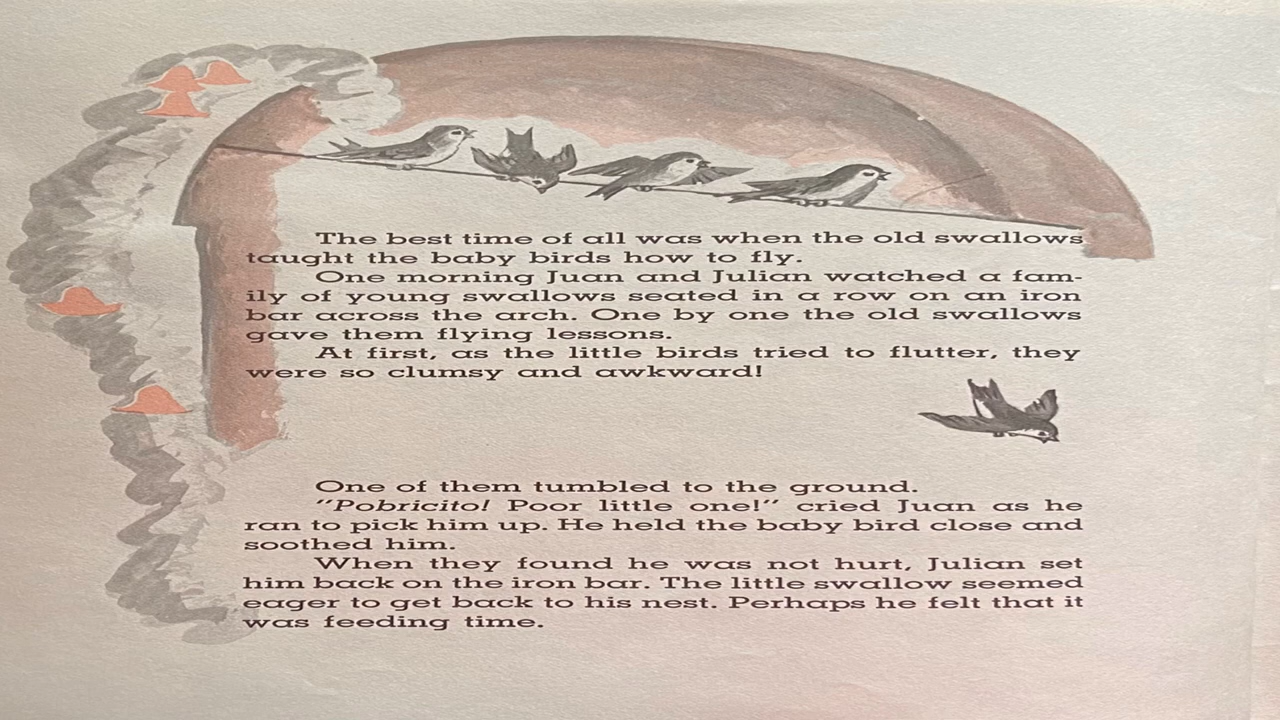 The best time of all was when the old swallows
taught the baby birds how to fly.
One morning Juan and Julian watched a fam-
ily of young swallows seated in a row on an iron
bar across the arch. One by one the old swallows
gave them flying lessons.
At first, as the little birds tried to flutter, they
were so clumsy and awkward!
One of them tumbled to the ground.
"Pobricito! Poor little one!" cried Juan as he
ran to pick him up. He held the baby bird close and
soothed him.
When they found he was not hurt, Julian set
him back on the iron bar. The little swallow seemed
eager to get back to his nest. Perhaps he felt that it
was feeding time.